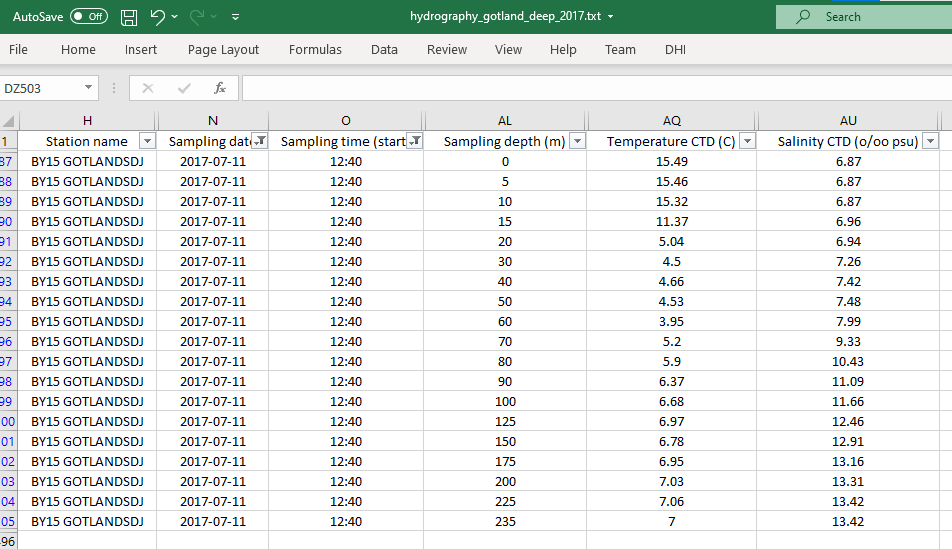 AutoSave Off hydrography_gotland_deep_2017.txt Search
File Home Insert Page Layout Formulas Data Review View Help Team DHI
DZ503 fx
H N O AL AQ AU
1 Station name Sampling date Sampling time (start Sampling depth (m) Temperature CTD (C) Salinity CTD (o/oo psu)
87 BY15 GOTLANDSDJ 2017-07-11 12:40 0 15.49 6.87
88 BY15 GOTLANDSDJ 2017-07-11 12:40 5 15.46 6.87
89 BY15 GOTLANDSDJ 2017-07-11 12:40 10 15.32 6.87
90 BY15 GOTLANDSDJ 2017-07-11 12:40 15 11.37 6.96
91 BY15 GOTLANDSDJ 2017-07-11 12:40 20 5.04 6.94
92 BY15 GOTLANDSDJ 2017-07-11 12:40 30 4.5 7.26
93 BY15 GOTLANDSDJ 2017-07-11 12:40 40 4.66 7.42
94 BY15 GOTLANDSDJ 2017-07-11 12:40 50 4.53 7.48
95 BY15 GOTLANDSDJ 2017-07-11 12:40 60 3.95 7.99
96 BY15 GOTLANDSDJ 2017-07-11 12:40 70 5.2 9.33
97 BY15 GOTLANDSDJ 2017-07-11 12:40 80 5.9 10.43
98 BY15 GOTLANDSDJ 2017-07-11 12:40 90 6.37 11.09
99 BY15 GOTLANDSDJ 2017-07-11 12:40 100 6.68 11.66
00 BY15 GOTLANDSDJ 2017-07-11 12:40 125 6.97 12.46
01 BY15 GOTLANDSDJ 2017-07-11 12:40 150 6.78 12.91
02 BY15 GOTLANDSDJ 2017-07-11 12:40 175 6.95 13.16
03 BY15 GOTLANDSDJ 2017-07-11 12:40 200 7.03 13.31
04 BY15 GOTLANDSDJ 2017-07-11 12:40 225 7.06 13.42
05 BY15 GOTLANDSDJ 2017-07-11 12:40 235 7 13.42
96